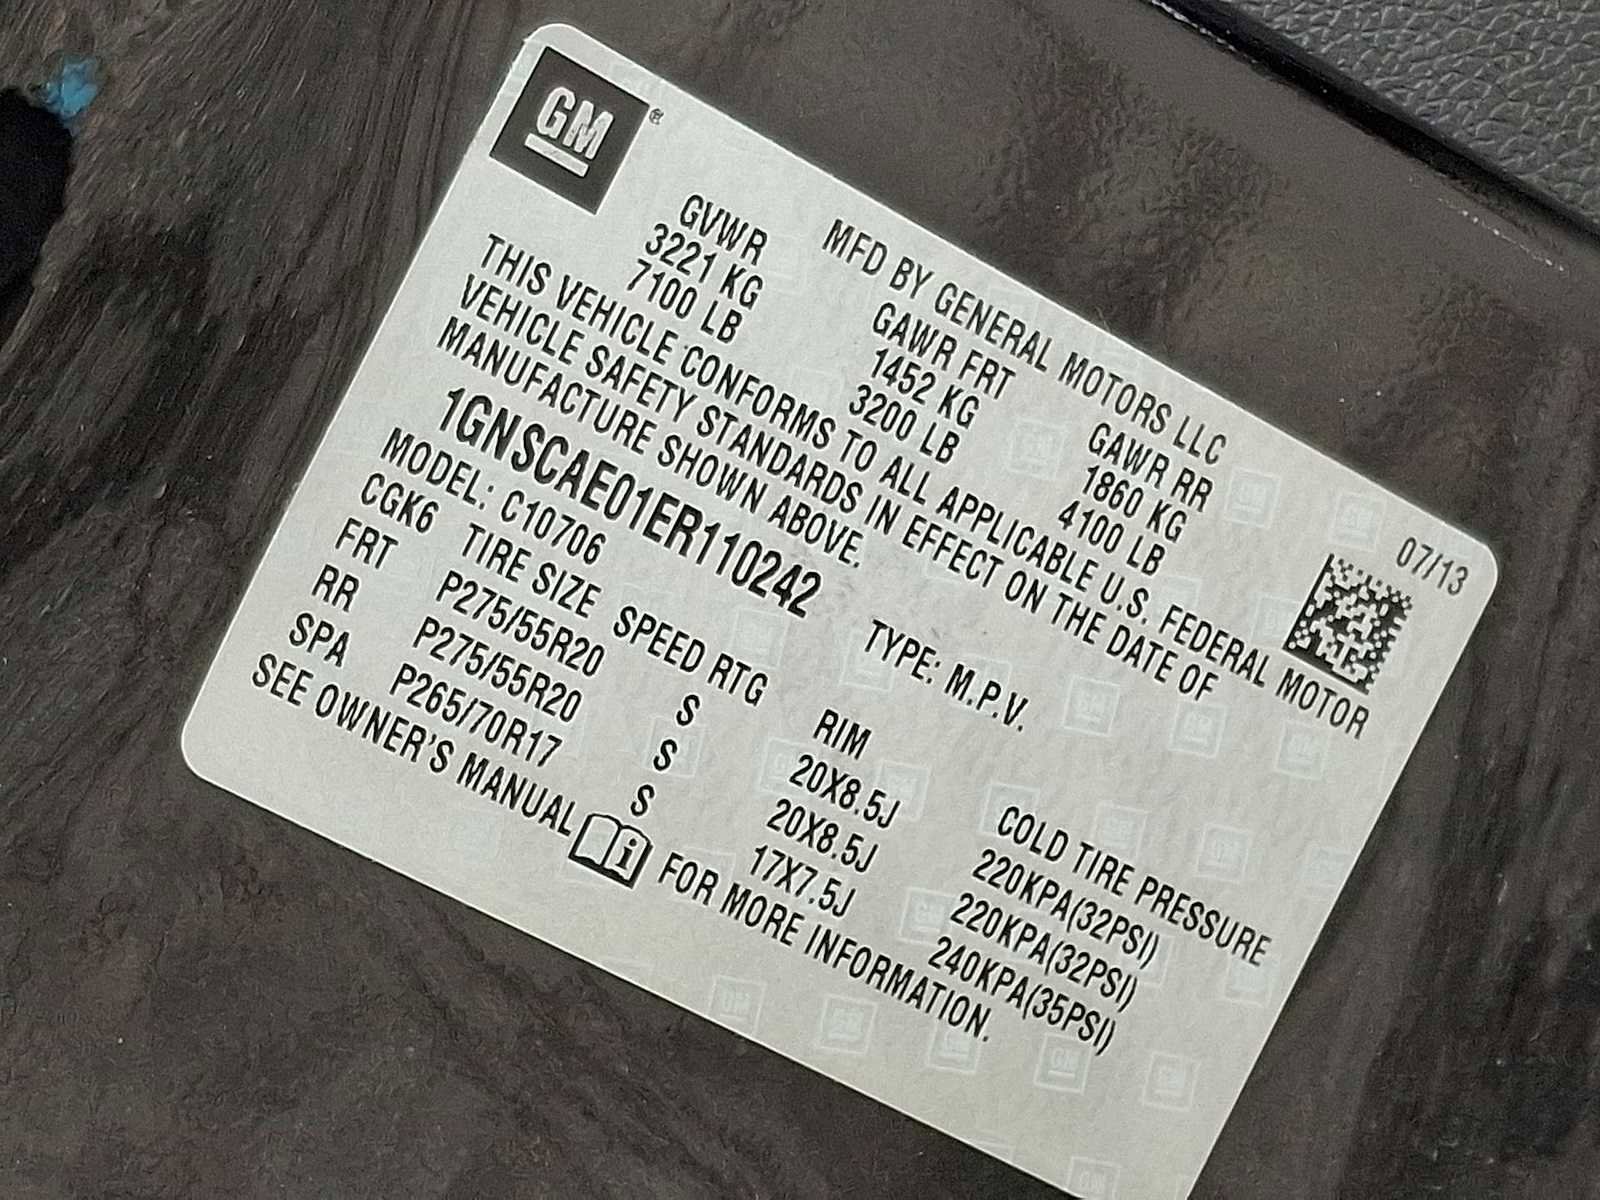 GM®
MFD BY GENERAL MOTORS LLC 07/13
GVWR GAWR FRT GAWR RR
3221 KG 1452 KG 1860 KG
7100 LB 3200 LB 4100 LB
THIS VEHICLE CONFORMS TO ALL APPLICABLE U.S. FEDERAL MOTOR
VEHICLE SAFETY STANDARDS IN EFFECT ON THE DATE OF
MANUFACTURE SHOWN ABOVE.
1GNSCAE01ER110242 TYPE: M.P.V.
MODEL: C10706
CGK6 TIRE SIZE SPEED RTG RIM COLD TIRE PRESSURE
FRT P275/55R20 S 20X8.5J 220KPA(32PSI)
RR P275/55R20 S 20X8.5J 220KPA(32PSI)
SPA P265/70R17 S 17X7.5J 240KPA(35PSI)
SEE OWNER'S MANUAL i FOR MORE INFORMATION.